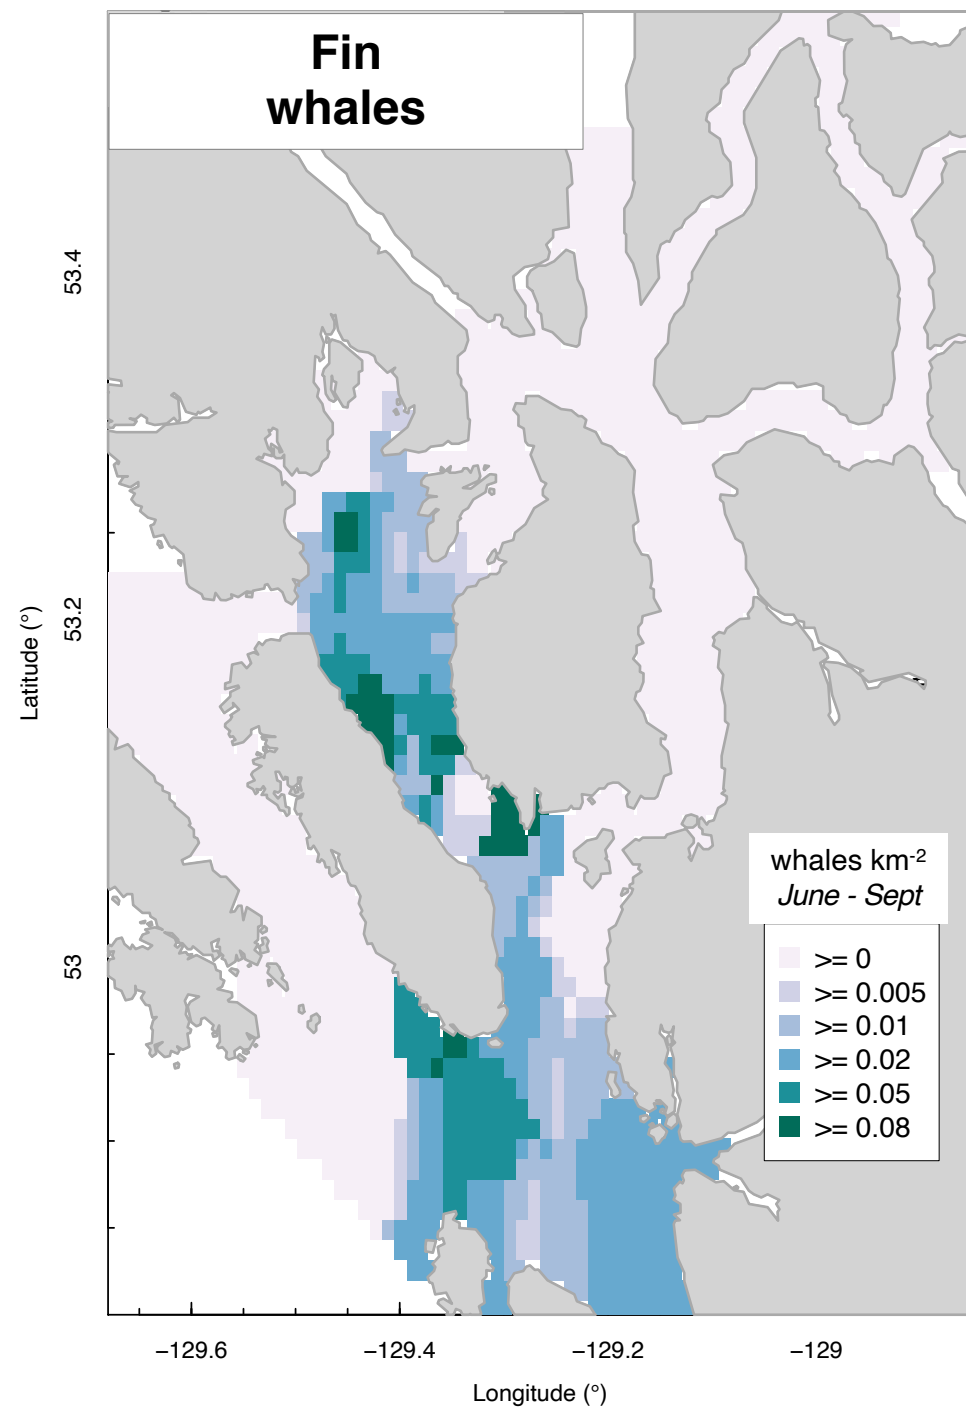 Fin
whales
53.4
53.2
53
Latitude (°)
whales km-2
June - Sept
>= 0
>= 0.005
>= 0.01
>= 0.02
>= 0.05
>= 0.08
−129.6
−129.4
−129.2
−129
Longitude (°)